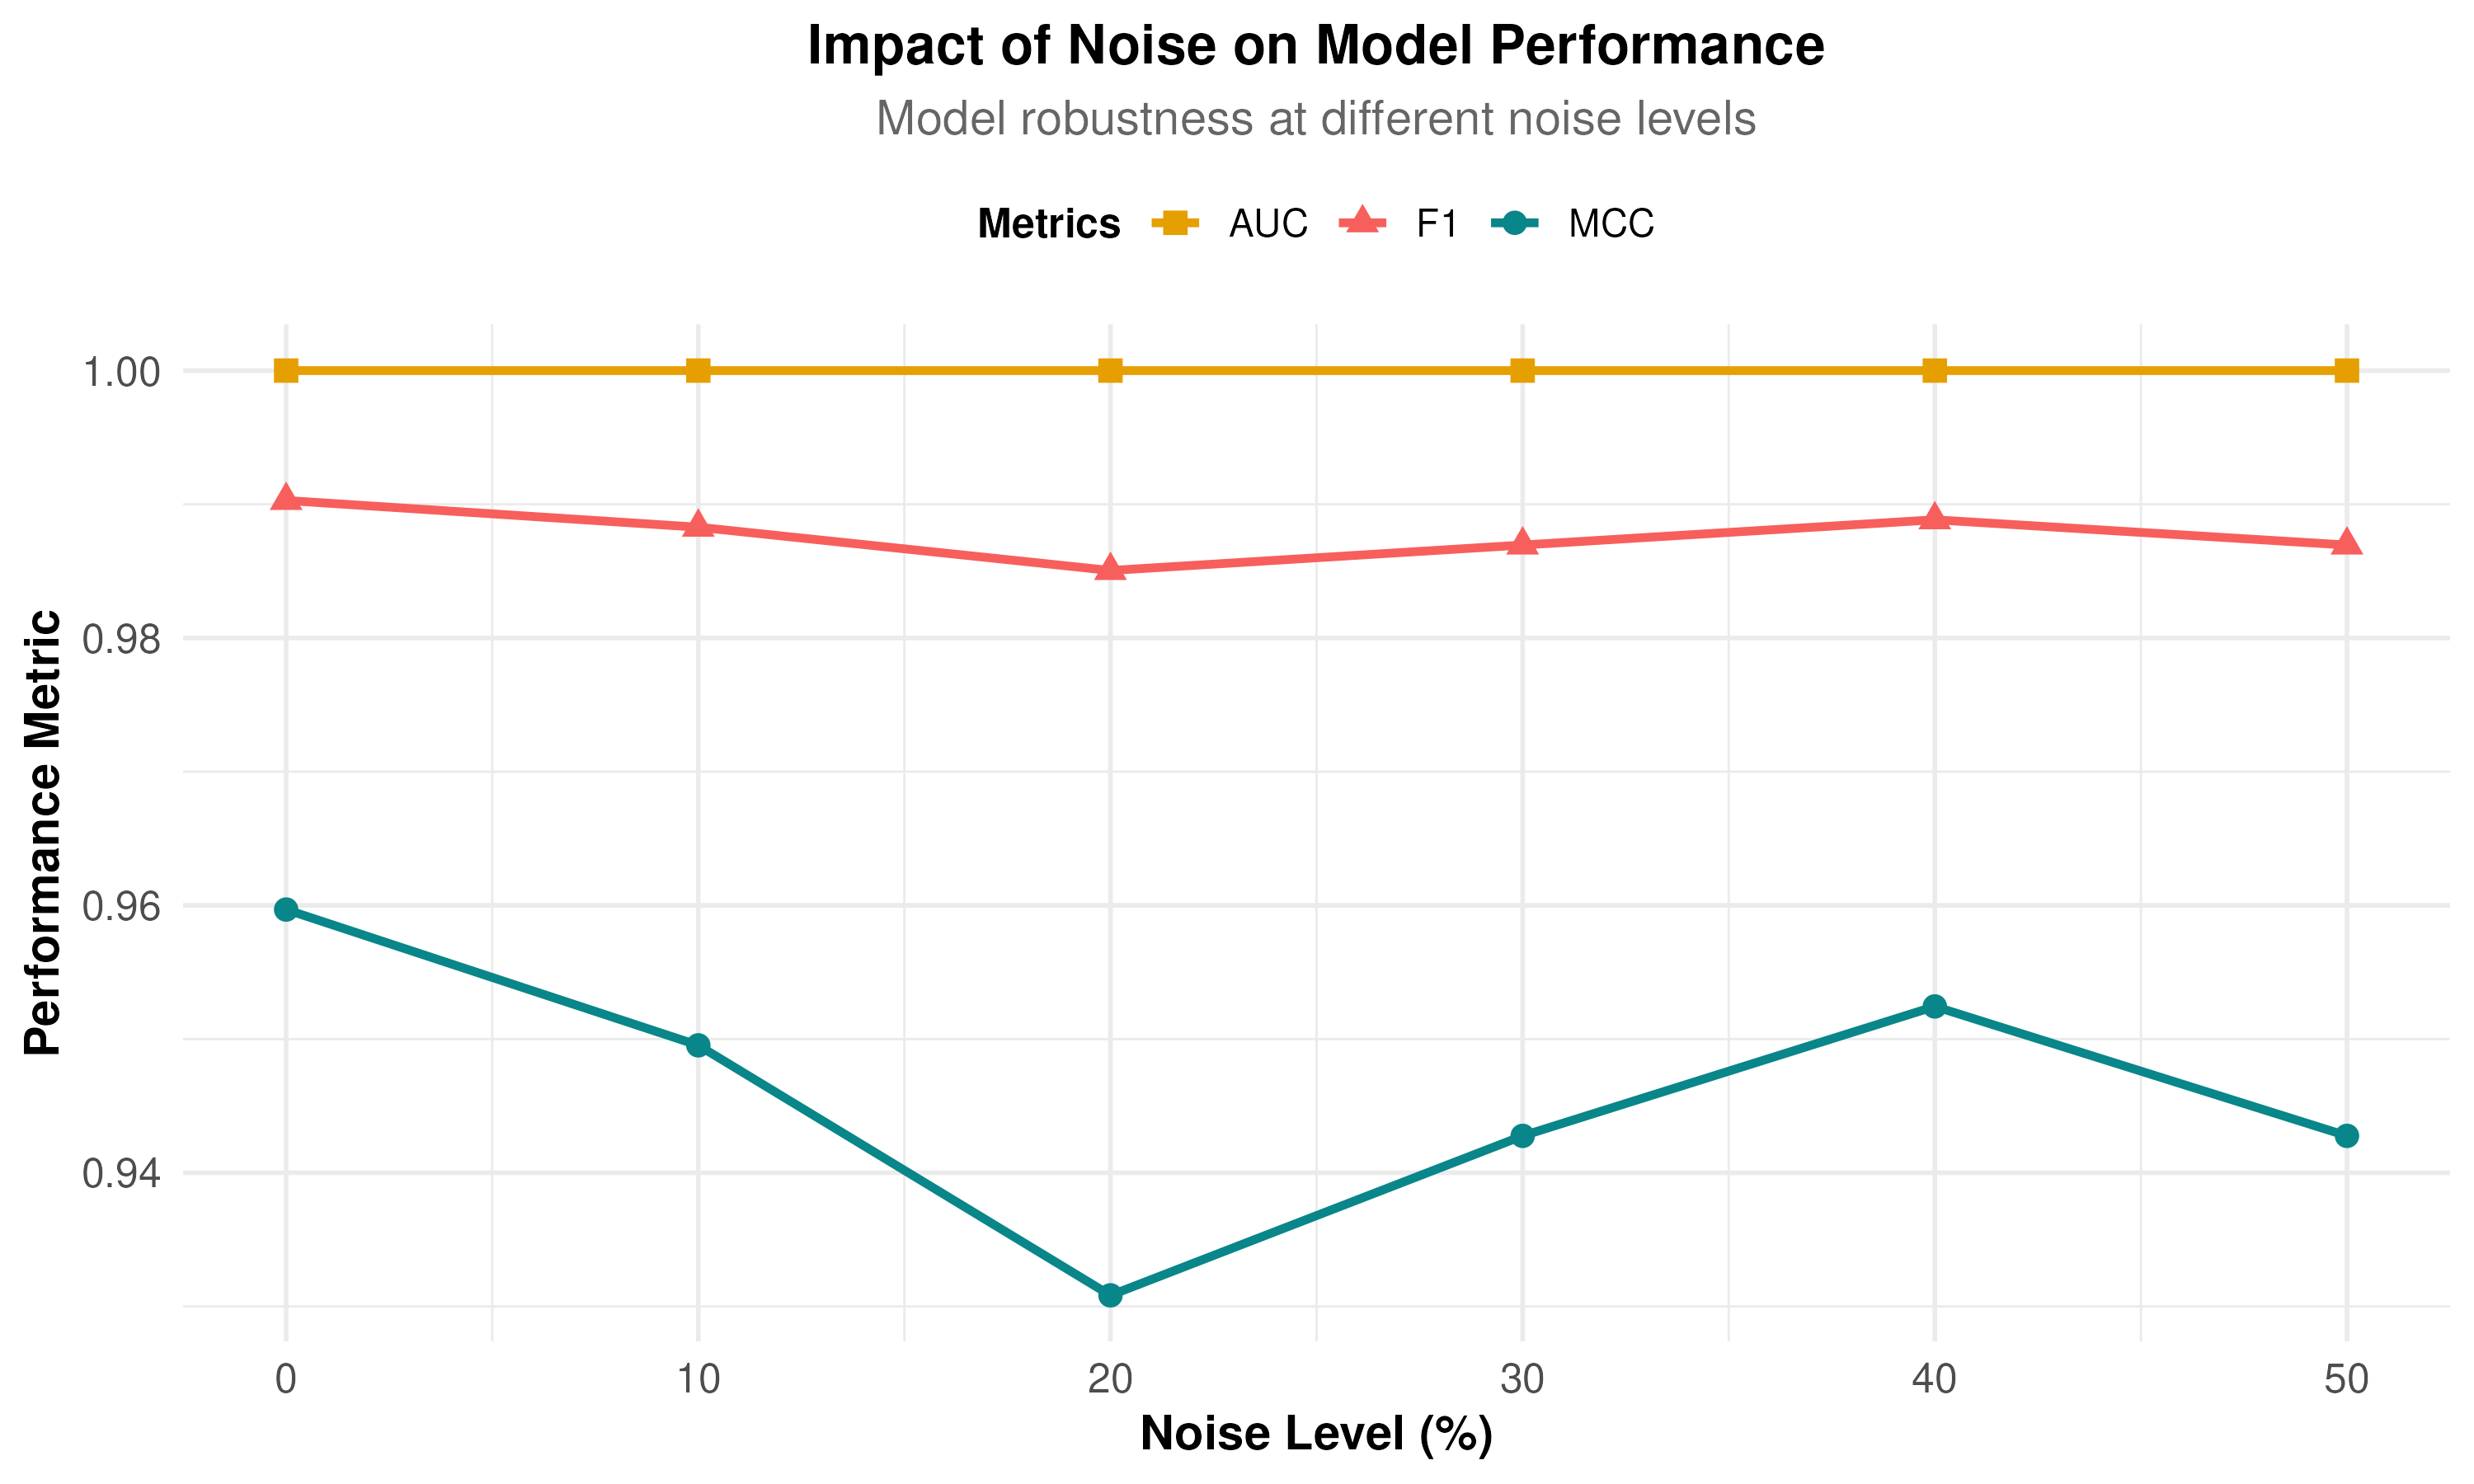 Impact of Noise on Model Performance
Model robustness at different noise levels
Metrics AUC F1 MCC
Performance Metric
1.00
0.98
0.96
0.94
0 10 20 30 40 50
Noise Level (%)